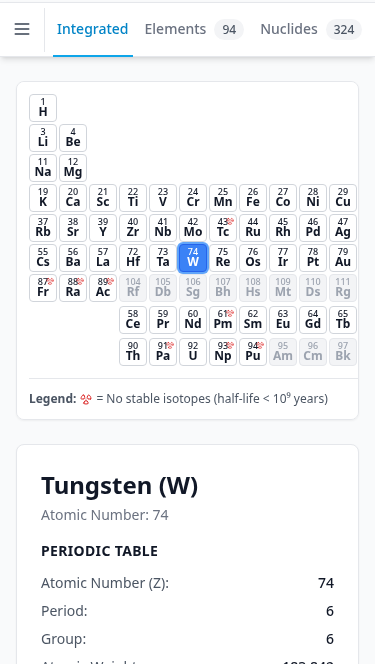 Integrated Elements 94 Nuclides 324
1
H
3 4
Li Be
11 12
Na Mg
19 20 21 22 23 24 25 26 27 28 29
K Ca Sc Ti V Cr Mn Fe Co Ni Cu
37 38 39 40 41 42 43 44 45 46 47
Rb Sr Y Zr Nb Mo Tc Ru Rh Pd Ag
55 56 57 72 73 74 75 76 77 78 79
Cs Ba La Hf Ta W Re Os Ir Pt Au
87 88 89 104 105 106 107 108 109 110 111
Fr Ra Ac Rf Db Sg Bh Hs Mt Ds Rg
58 59 60 61 62 63 64 65
Ce Pr Nd Pm Sm Eu Gd Tb
90 91 92 93 94 95 96 97
Th Pa U Np Pu Am Cm Bk
Legend: = No stable isotopes (half-life < 10⁹ years)
Tungsten (W)
Atomic Number: 74
PERIODIC TABLE
Atomic Number (Z): 74
Period: 6
Group: 6